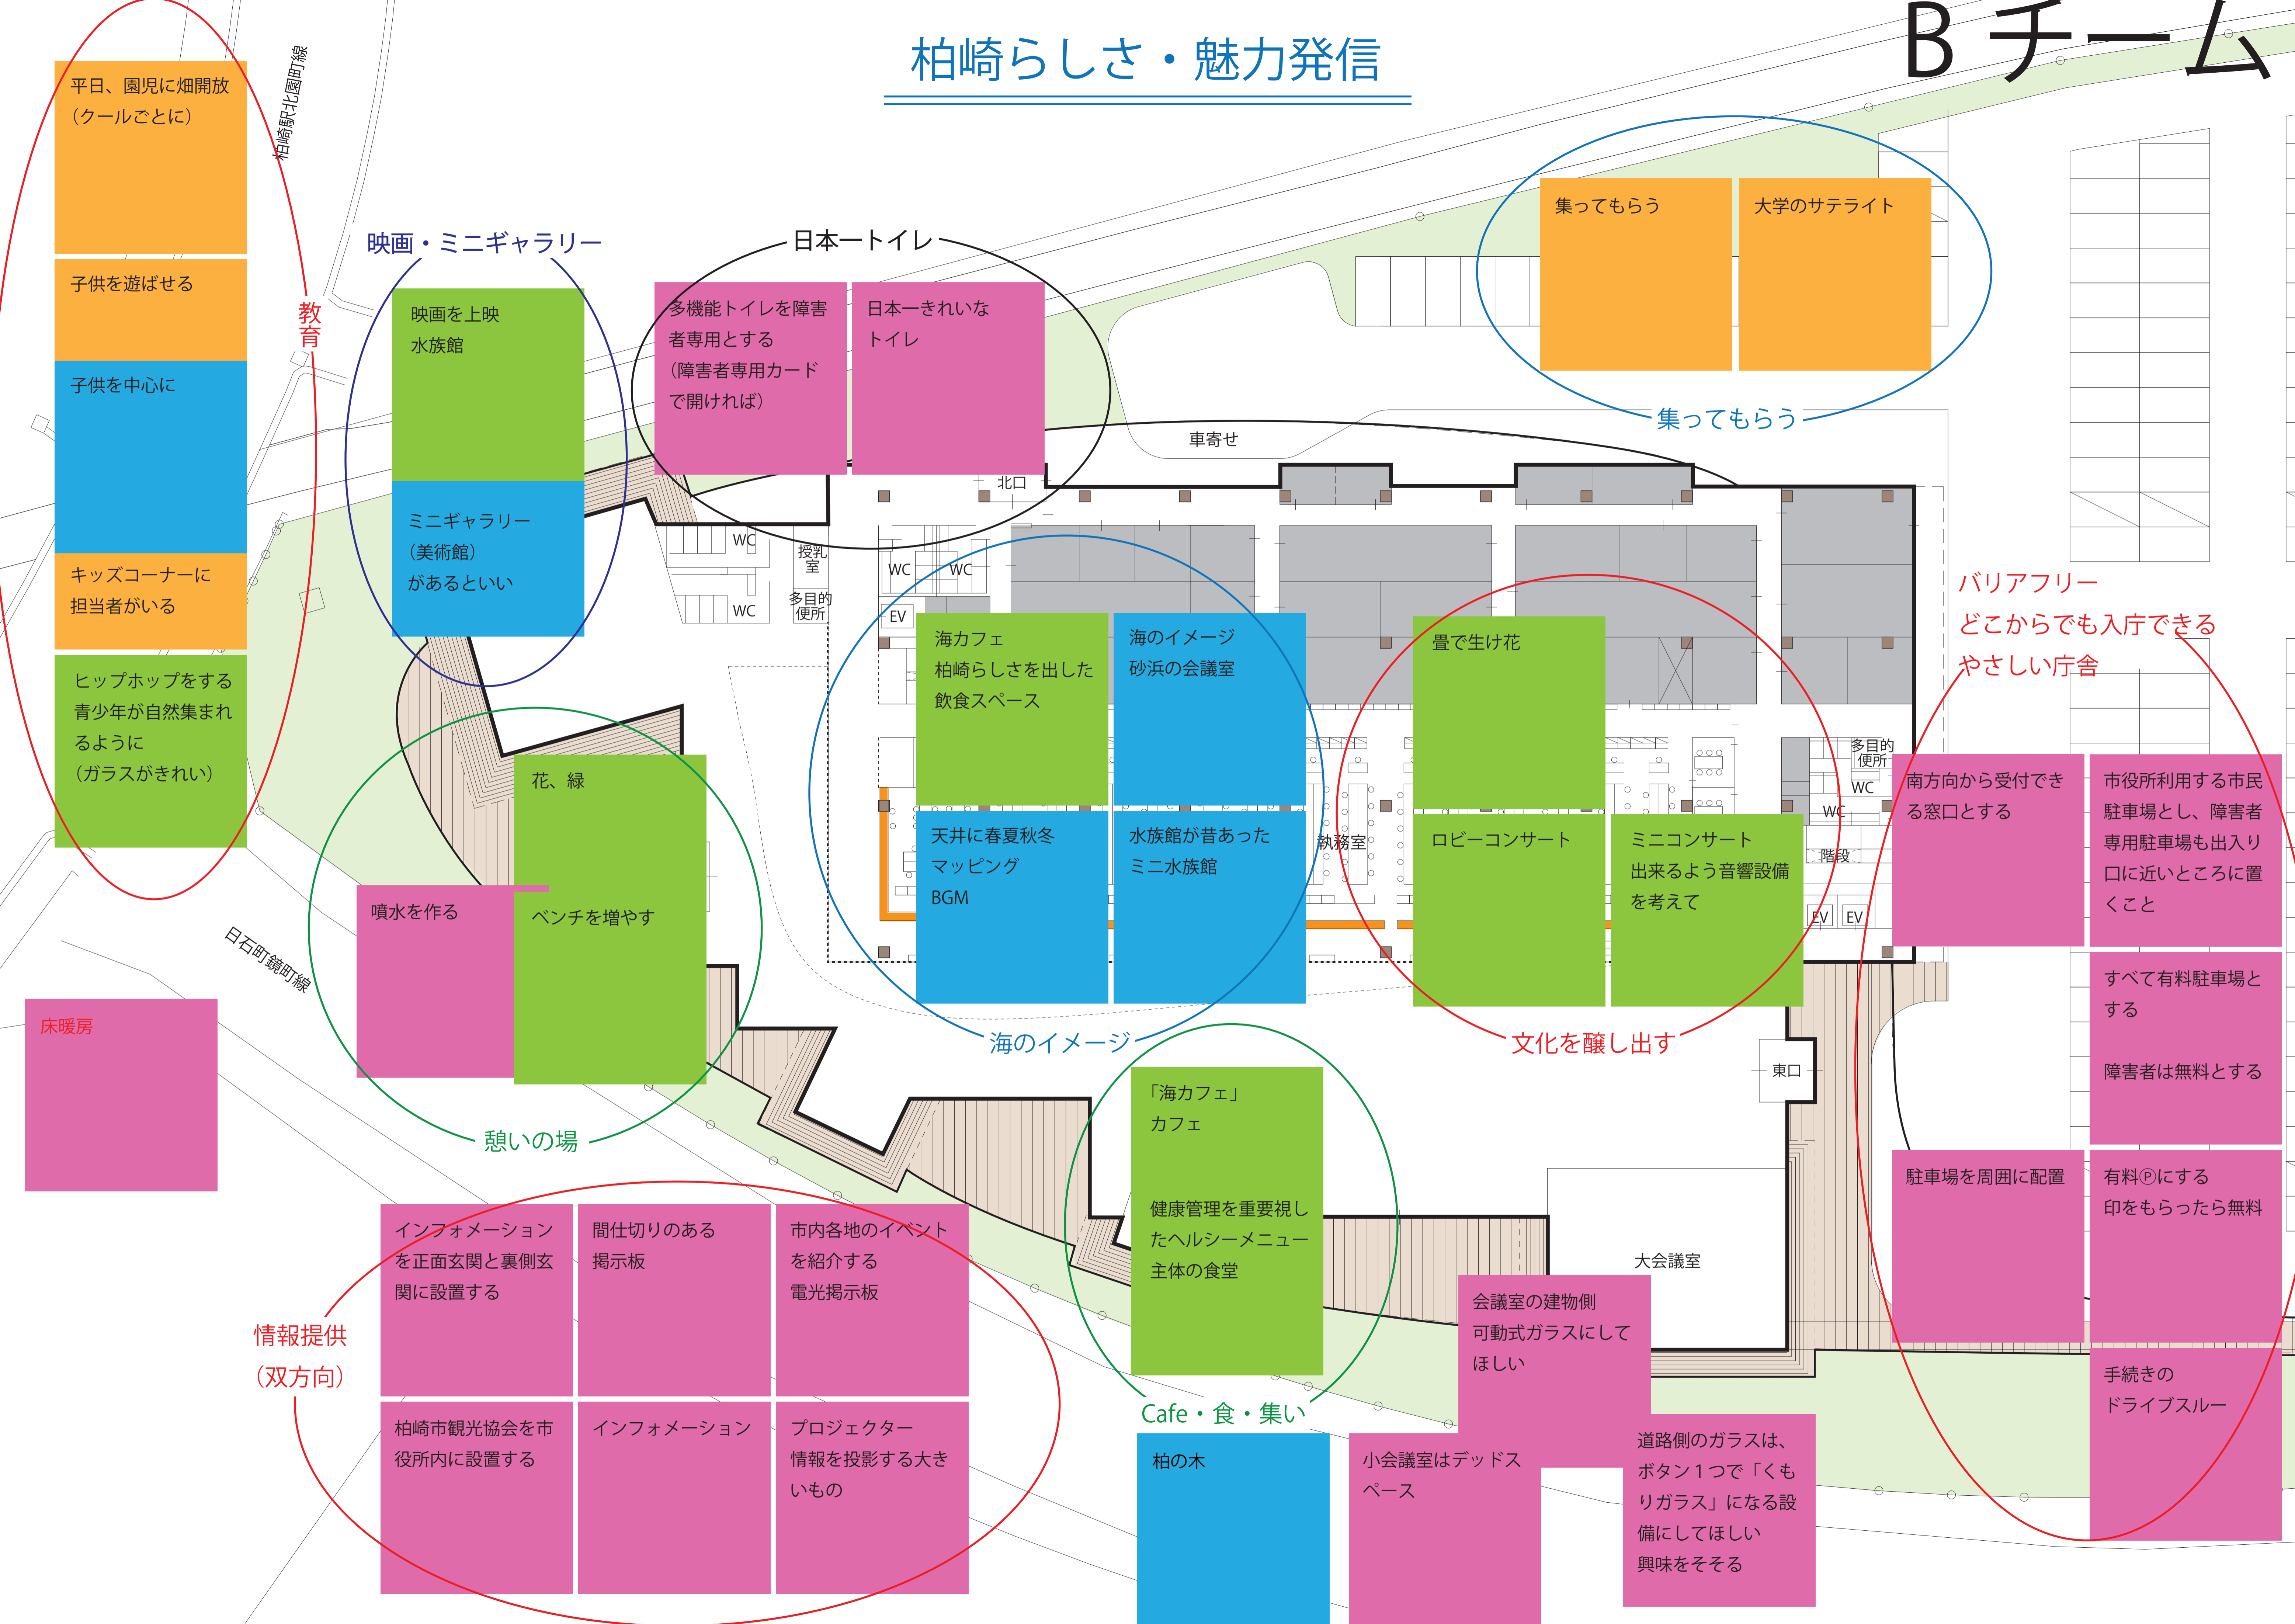 Bチーム
柏崎らしさ・魅力発信
柏崎駅北園町線
平日、園児に畑開放
（クールごとに）
子供を遊ばせる
子供を中心に
キッズコーナーに
担当者がいる
ヒップホップをする
青少年が自然集まれ
るように
（ガラスがきれい）
教育
映画・ミニギャラリー
映画を上映
水族館
ミニギャラリー
（美術館）
があるといい
日本一トイレ
多機能トイレを障害
者専用とする
（障害者専用カード
で開ければ）
日本一きれいな
トイレ
集ってもらう
大学のサテライト
集ってもらう
車寄せ
北口
WC
WC
授乳
室
多目的
便所
WC
WC
EV
海カフェ
柏崎らしさを出した
飲食スペース
海のイメージ
砂浜の会議室
天井に春夏秋冬
マッピング
BGM
水族館が昔あった
ミニ水族館
海のイメージ
執務室
畳で生け花
ロビーコンサート
ミニコンサート
出来るよう音響設備
を考えて
文化を醸し出す
多目的
便所
WC
WC
階段
EV
EV
東口
バリアフリー
どこからでも入庁できる
やさしい庁舎
南方向から受付でき
る窓口とする
市役所利用する市民
駐車場とし、障害者
専用駐車場も出入り
口に近いところに置
くこと
すべて有料駐車場と
する
障害者は無料とする
駐車場を周囲に配置
有料Ⓟにする
印をもらったら無料
手続きの
ドライブスルー
花、緑
ベンチを増やす
噴水を作る
憩いの場
日石町鏡町線
床暖房
情報提供
（双方向）
インフォメーション
を正面玄関と裏側玄
関に設置する
間仕切りのある
掲示板
市内各地のイベント
を紹介する
電光掲示板
柏崎市観光協会を市
役所内に設置する
インフォメーション
プロジェクター
情報を投影する大き
いもの
「海カフェ」
カフェ
健康管理を重要視し
たヘルシーメニュー
主体の食堂
Cafe・食・集い
柏の木
大会議室
会議室の建物側
可動式ガラスにして
ほしい
小会議室はデッドス
ペース
道路側のガラスは、
ボタン１つで「くも
りガラス」になる設
備にしてほしい
興味をそそる